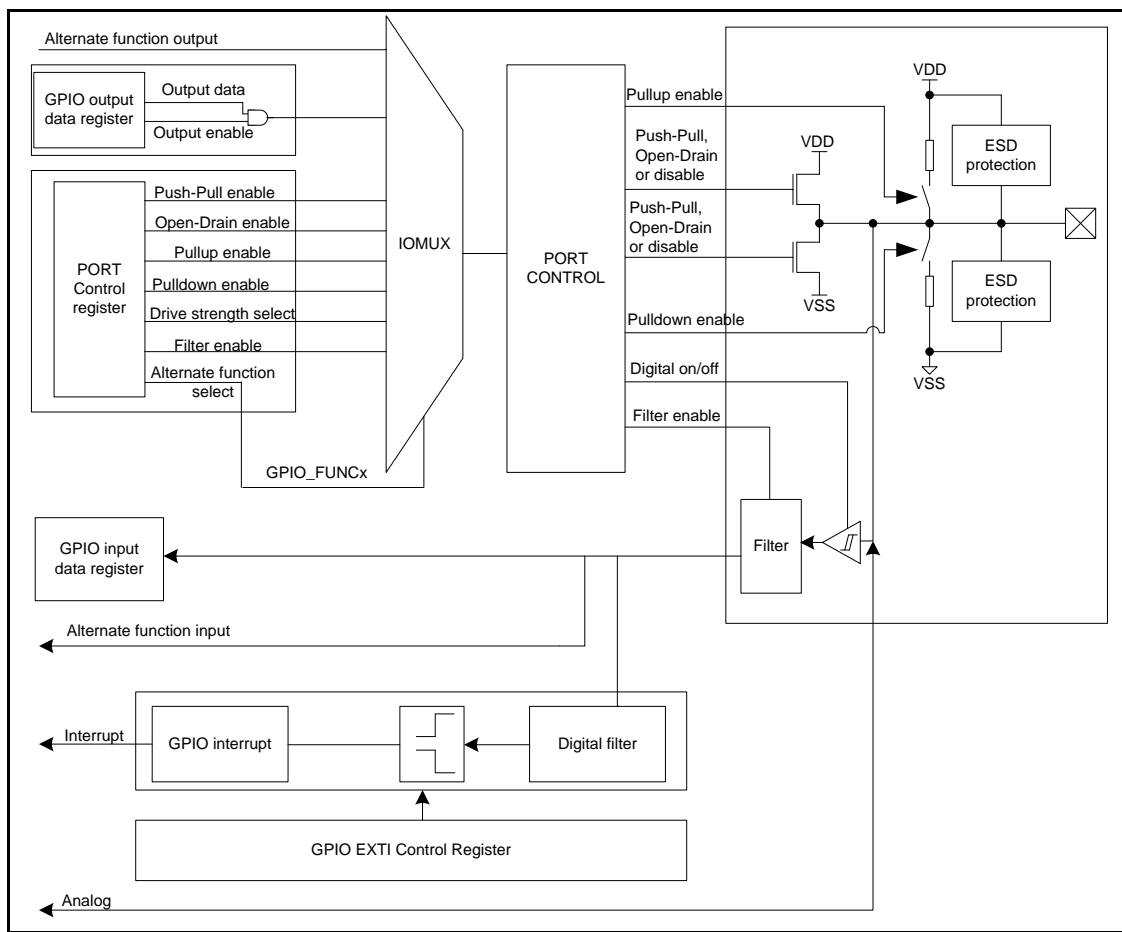 Alternate function output
GPIO output
data register
Output data
Output enable
PORT
Control
register
Push-Pull enable
Open-Drain enable
Pullup enable
Pulldown enable
Drive strength select
Filter enable
Alternate function
select
GPIO_FUNCx
IOMUX
PORT
CONTROL
Pullup enable
Push-Pull,
Open-Drain
or disable
Push-Pull,
Open-Drain
or disable
Pulldown enable
Digital on/off
Filter enable
VDD
VSS
VDD
ESD
protection
ESD
protection
VSS
Filter
GPIO input
data register
Alternate function input
Interrupt
GPIO interrupt
Digital filter
GPIO EXTI Control Register
Analog